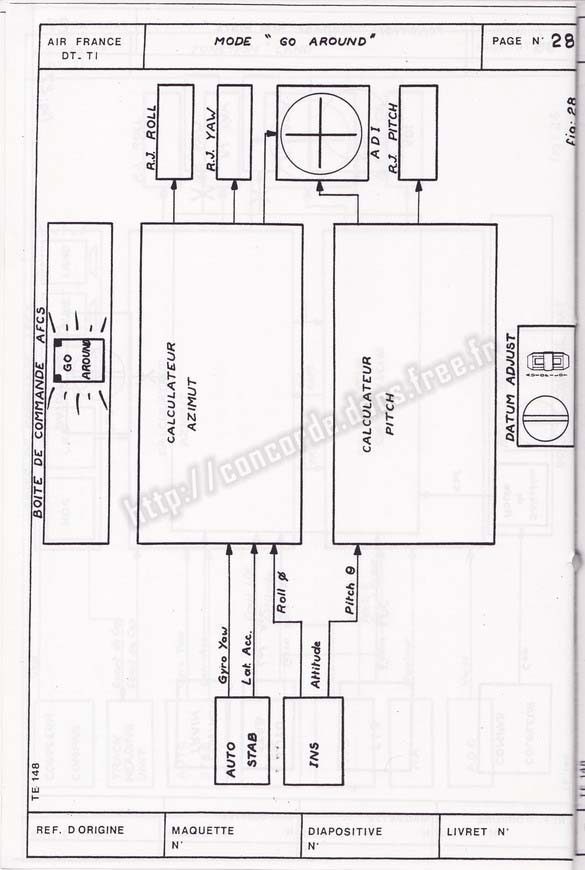 AIR FRANCE
DT. TI
MODE " GO AROUND "
PAGE N° 28
fig: 28
R.J. ROLL
R.J. YAW
ADI
R.J. PITCH
BOITE DE COMMANDE AFCS
GO
AROUND
CALCULATEUR
AZIMUT
CALCULATEUR
PITCH
DATUM ADJUST
http://concorde.days.free.fr
Gyro Yaw
Lat. Acc.
Roll Φ
Altitude
Pitch θ
AUTO
STAB
INS
TE 148
REF. D'ORIGINE
MAQUETTE
N°
DIAPOSITIVE
N°
LIVRET N°